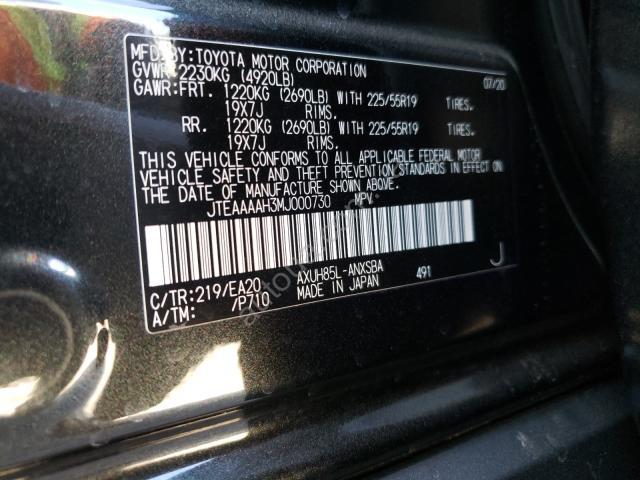 MFD. BY: TOYOTA MOTOR CORPORATION
GVWR 2230KG (4920LB) 07/20
GAWR: FRT. 1220KG (2690LB) WITH 225/55R19 TIRES.
19X7J RIMS.
RR. 1220KG (2690LB) WITH 225/55R19 TIRES.
19X7J RIMS.
THIS VEHICLE CONFORMS TO ALL APPLICABLE FEDERAL MOTOR
VEHICLE SAFETY AND THEFT PREVENTION STANDARDS IN EFFECT ON
THE DATE OF MANUFACTURE SHOWN ABOVE.
JTEAAAAH3MJ000730 MPV
J
C/TR: 219/EA20 AXUH85L-ANXSBA 491
A/TM: /P710 MADE IN JAPAN